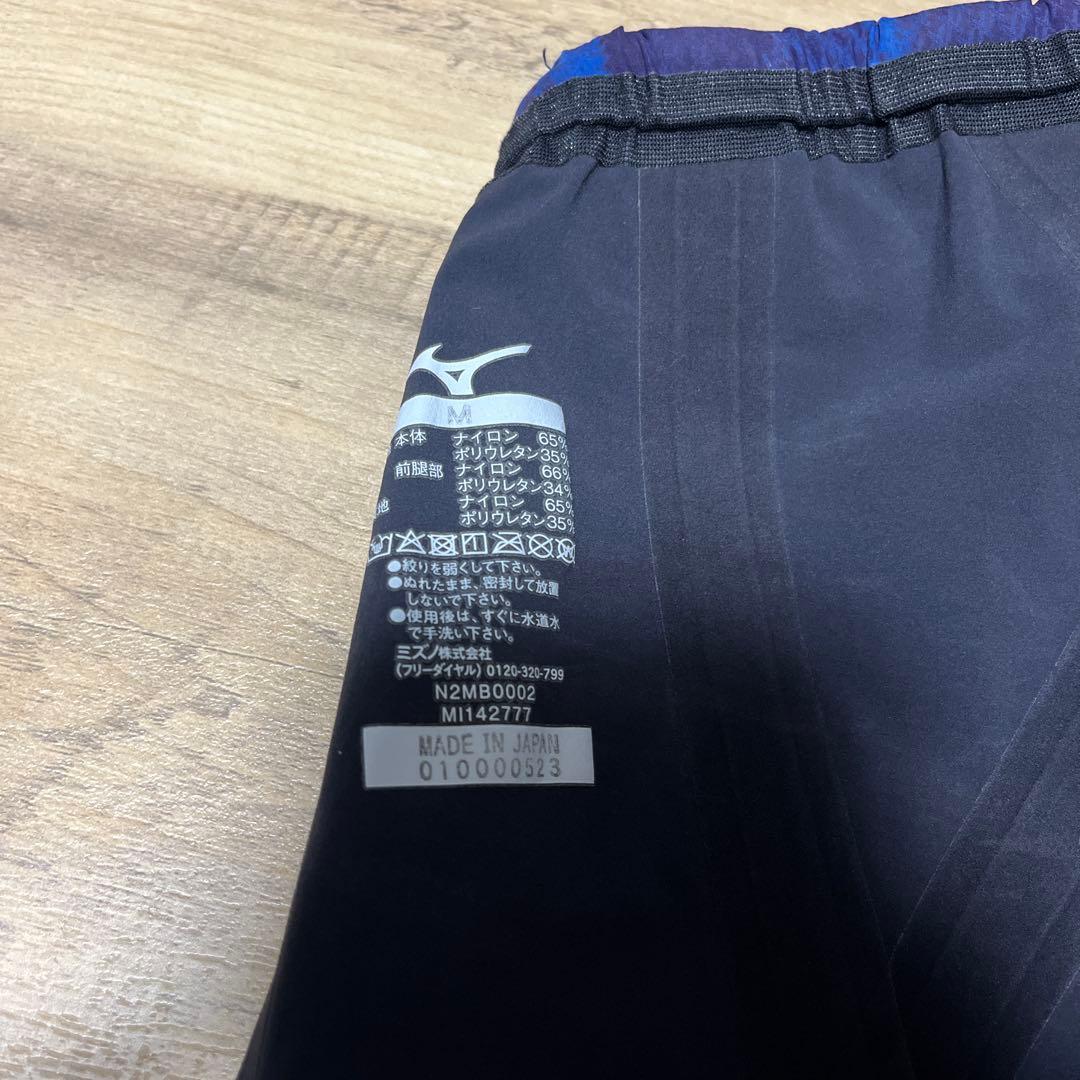 M
本体 ナイロン 65%
ポリウレタン35%
前腿部 ナイロン 66%
ポリウレタン34%
地 ナイロン 65%
ポリウレタン35%
●絞りを弱くして下さい。
●ぬれたまま、密封して放置
しないで下さい。
●使用後は、すぐに水道水
で手洗い下さい。
ミズノ株式会社
(フリーダイヤル) 0120-320-799
N2MB0002
MI142777
MADE IN JAPAN
010000523